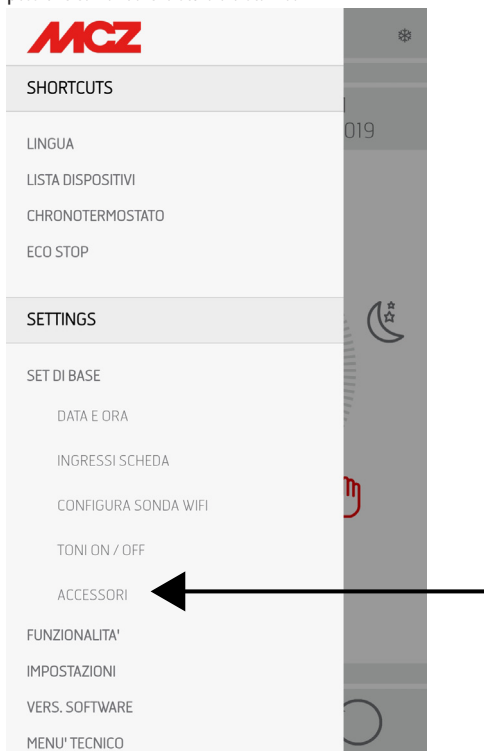 MCZ
SHORTCUTS
LINGUA
LISTA DISPOSITIVI
CHRONOTERMOSTATO
ECO STOP
SETTINGS
SET DI BASE
DATA E ORA
INGRESSI SCHEDA
CONFIGURA SONDA WIFI
TONI ON / OFF
ACCESSORI
FUNZIONALITA'
IMPOSTAZIONI
VERS. SOFTWARE
MENU' TECNICO
019